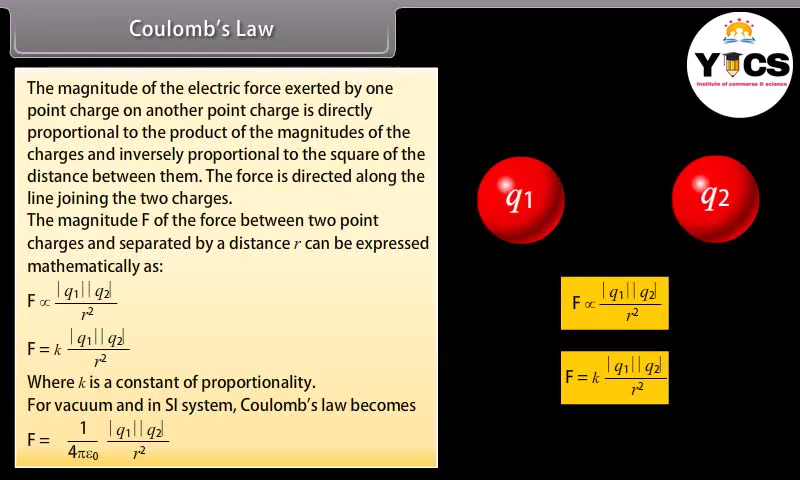 Coulomb's Law
YICS
Institute of commerse & science
The magnitude of the electric force exerted by one
point charge on another point charge is directly
proportional to the product of the magnitudes of the
charges and inversely proportional to the square of the
distance between them. The force is directed along the
line joining the two charges.
The magnitude F of the force between two point
charges and separated by a distance r can be expressed
mathematically as:
F ∝ |q₁||q₂| / r²
F = k |q₁||q₂| / r²
Where k is a constant of proportionality.
For vacuum and in SI system, Coulomb's law becomes
F = 1 / 4πε₀ |q₁||q₂| / r²
q1
q2
F ∝ |q₁||q₂| / r²
F = k |q₁||q₂| / r²